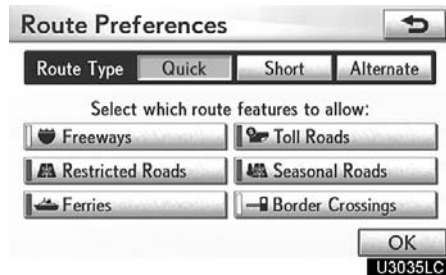 Route Preferences
Route Type Quick Short Alternate
Select which route features to allow:
Freeways Toll Roads
Restricted Roads Seasonal Roads
Ferries Border Crossings
OK
U3035LC